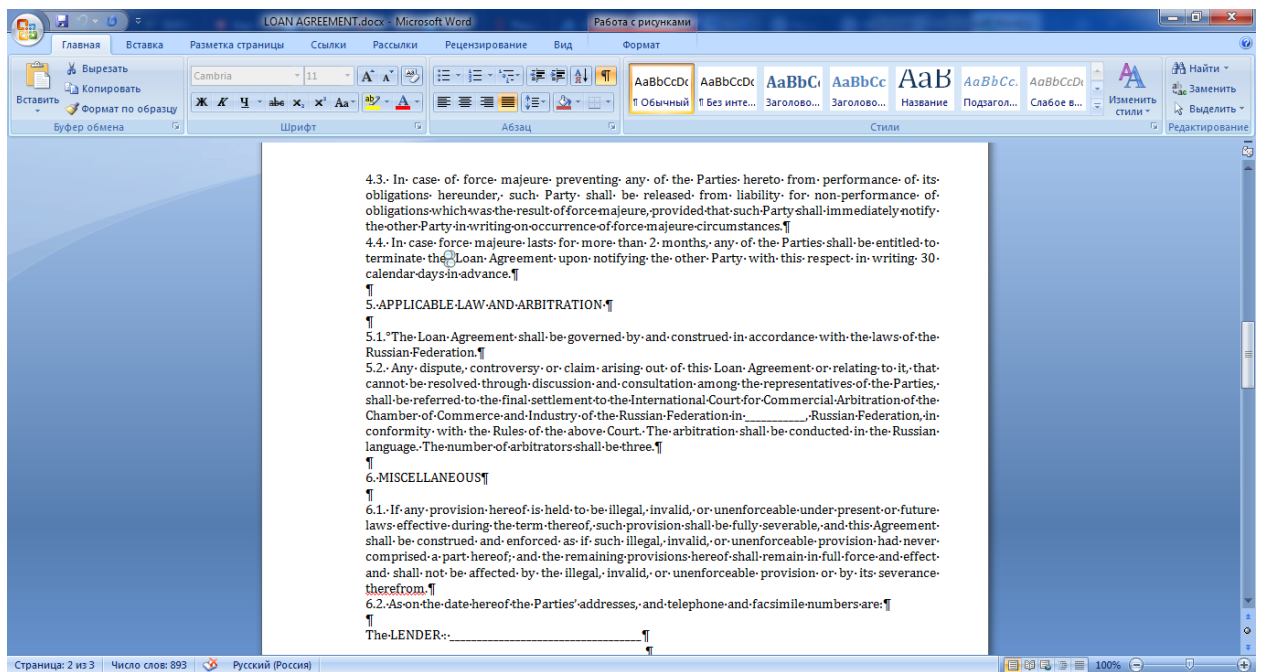 LOAN AGREEMENT.docx - Microsoft Word
Работа с рисунками
Главная Вставка Разметка страницы Ссылки Рассылки Рецензирование Вид Формат
Вставить
Вырезать
Копировать
Формат по образцу
Буфер обмена
Cambria 11
Ж К Ч abe x, x² Aa
Шрифт
Абзац
AaBbCcDc AaBbCcDc AaBbC AaBbCc AaB AaBbCc. AaBbCcDc
¶ Обычный ¶ Без инте... Заголово... Заголово... Название Подзагол... Слабое в...
Изменить стили
Стили
Найти
Заменить
Выделить
Редактирование
4.3. In case of force majeure preventing any of the Parties hereto from performance of its
obligations hereunder, such Party shall be released from liability for non-performance of
obligations which was the result of force majeure, provided that such Party shall immediately notify
the other Party in writing on occurrence of force majeure circumstances.¶
4.4. In case force majeure lasts for more than 2 months, any of the Parties shall be entitled to
terminate the Loan Agreement upon notifying the other Party with this respect in writing 30
calendar days in advance.¶
¶
5. APPLICABLE LAW AND ARBITRATION ¶
¶
5.1.°The Loan Agreement shall be governed by and construed in accordance with the laws of the
Russian Federation.¶
5.2. Any dispute, controversy or claim arising out of this Loan Agreement or relating to it, that
cannot be resolved through discussion and consultation among the representatives of the Parties,
shall be referred to the final settlement to the International Court for Commercial Arbitration of the
Chamber of Commerce and Industry of the Russian Federation in ___________, Russian Federation, in
conformity with the Rules of the above Court. The arbitration shall be conducted in the Russian
language. The number of arbitrators shall be three.¶
¶
6. MISCELLANEOUS¶
¶
6.1. If any provision hereof is held to be illegal, invalid, or unenforceable under present or future
laws effective during the term thereof, such provision shall be fully severable, and this Agreement
shall be construed and enforced as if such illegal, invalid, or unenforceable provision had never
comprised a part hereof; and the remaining provisions hereof shall remain in full force and effect
and shall not be affected by the illegal, invalid, or unenforceable provision or by its severance
therefrom.¶
6.2. As on the date hereof the Parties' addresses, and telephone and facsimile numbers are:¶
¶
The LENDER : ___________________________________¶
¶
Страница: 2 из 3 Число слов: 893 Русский (Россия) 100%